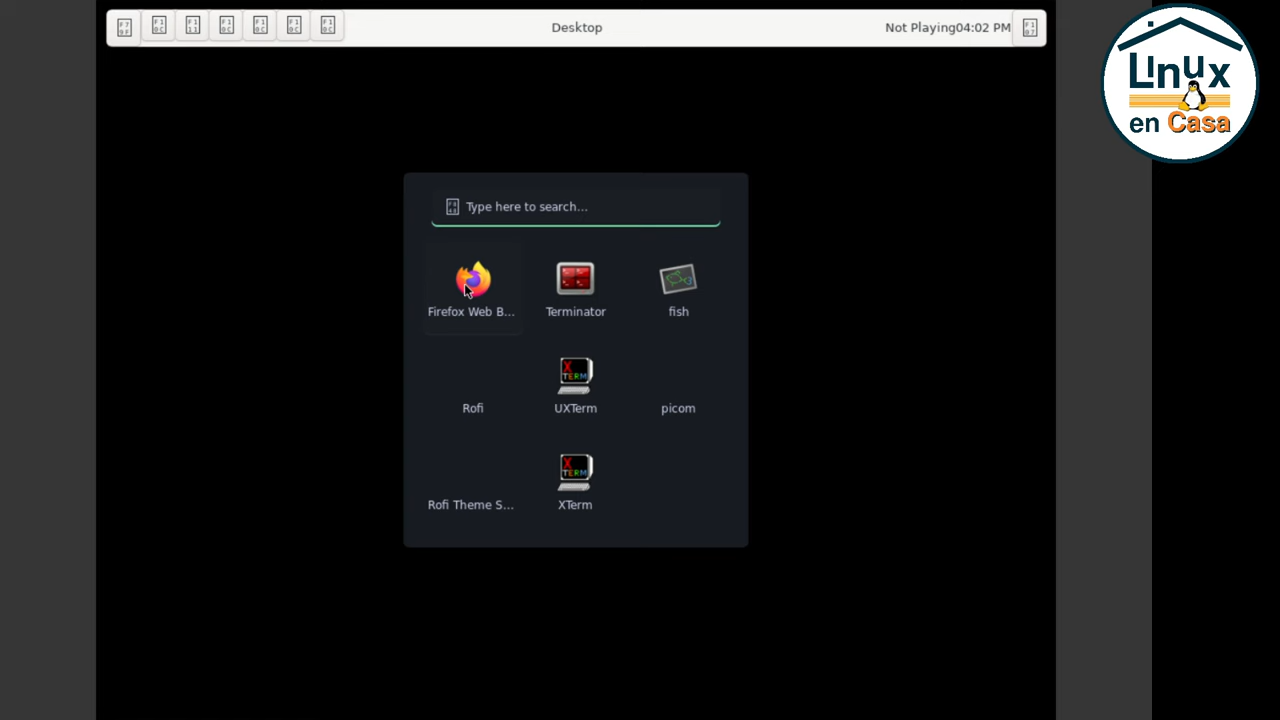 Desktop
Not Playing04:02 PM
Linux
en Casa
Type here to search...
Firefox Web B...
Terminator
fish
Rofi
UXTerm
picom
Rofi Theme S...
XTerm